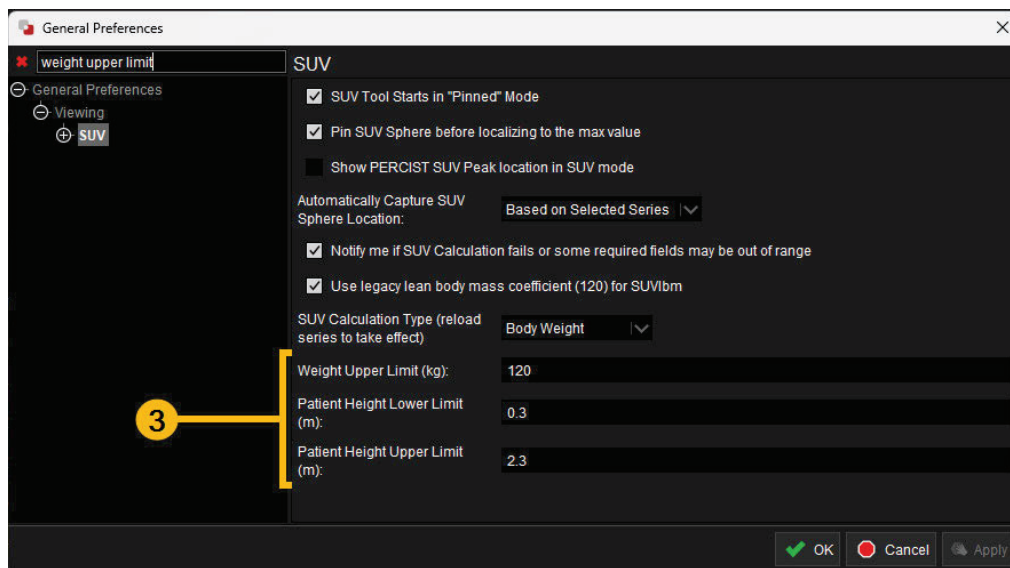 General Preferences
weight upper limit
General Preferences
Viewing
SUV
SUV
SUV Tool Starts in "Pinned" Mode
Pin SUV Sphere before localizing to the max value
Show PERCIST SUV Peak location in SUV mode
Automatically Capture SUV
Sphere Location:
Based on Selected Series
Notify me if SUV Calculation fails or some required fields may be out of range
Use legacy lean body mass coefficient (120) for SUVlbm
SUV Calculation Type (reload
series to take effect)
Body Weight
Weight Upper Limit (kg):
120
Patient Height Lower Limit
(m):
0.3
Patient Height Upper Limit
(m):
2.3
3
OK
Cancel
Apply